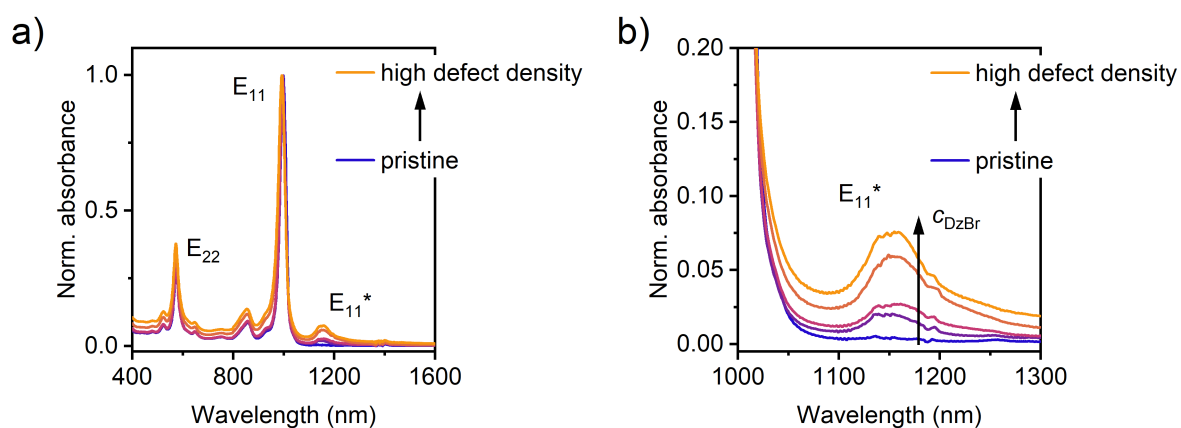 a)
Norm. absorbance
1.0
0.5
0.0
E₁₁
high defect density
pristine
E₂₂
E₁₁*
400 800 1200 1600
Wavelength (nm)
b)
Norm. absorbance
0.20
0.15
0.10
0.05
0.00
high defect density
pristine
E₁₁*
c_DzBr
1000 1100 1200 1300
Wavelength (nm)